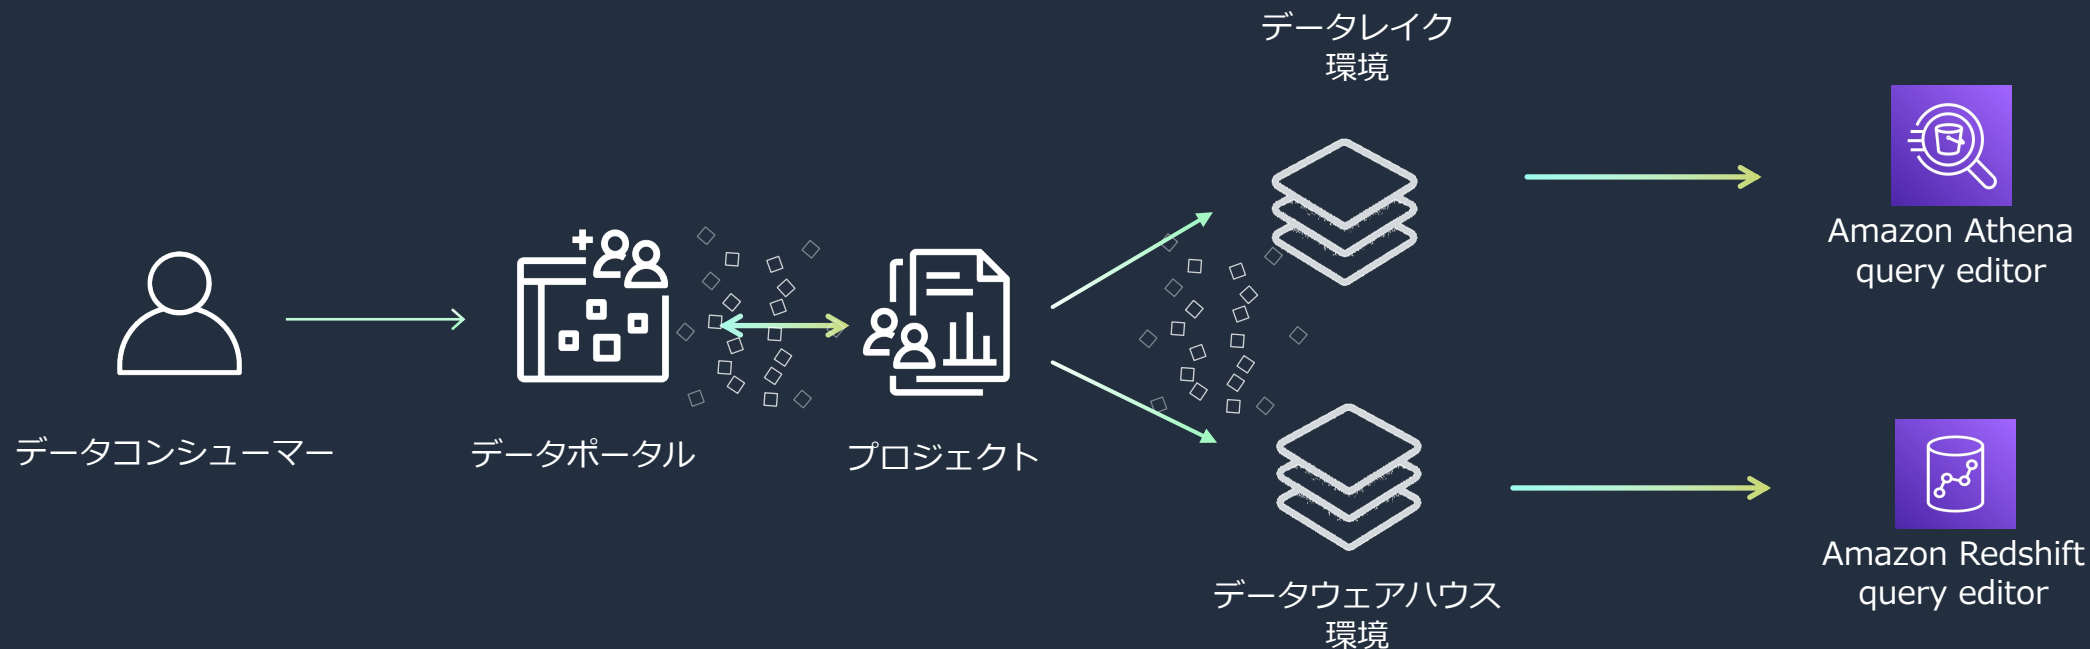 データコンシューマー
データポータル
プロジェクト
データレイク
環境
データウェアハウス
環境
Amazon Athena
query editor
Amazon Redshift
query editor